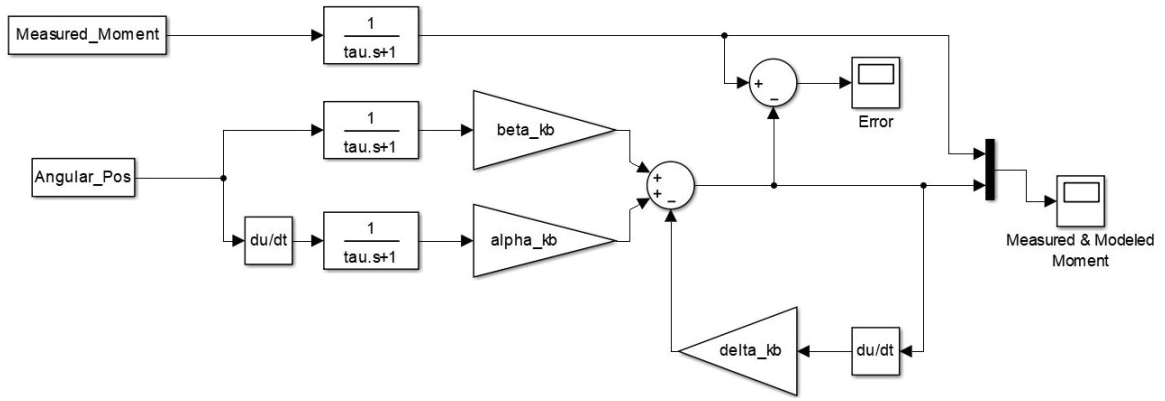 Measured_Moment
1
tau.s+1
+
−
Error
1
tau.s+1
beta_kb
Angular_Pos
+
+
−
du/dt
1
tau.s+1
alpha_kb
Measured & Modeled
Moment
delta_kb
du/dt